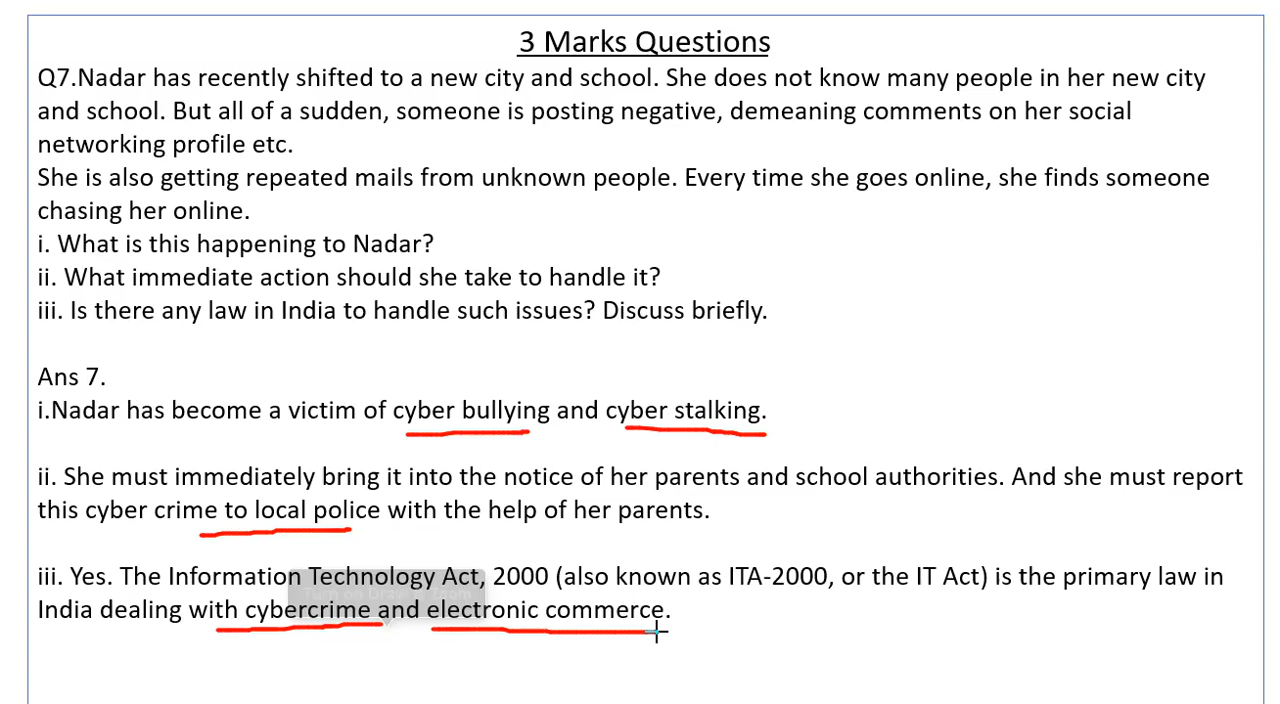 3 Marks Questions
Q7.Nadar has recently shifted to a new city and school. She does not know many people in her new city
and school. But all of a sudden, someone is posting negative, demeaning comments on her social
networking profile etc.
She is also getting repeated mails from unknown people. Every time she goes online, she finds someone
chasing her online.
i. What is this happening to Nadar?
ii. What immediate action should she take to handle it?
iii. Is there any law in India to handle such issues? Discuss briefly.
Ans 7.
i.Nadar has become a victim of cyber bullying and cyber stalking.
ii. She must immediately bring it into the notice of her parents and school authorities. And she must report
this cyber crime to local police with the help of her parents.
iii. Yes. The Information Technology Act, 2000 (also known as ITA-2000, or the IT Act) is the primary law in
India dealing with cybercrime and electronic commerce.